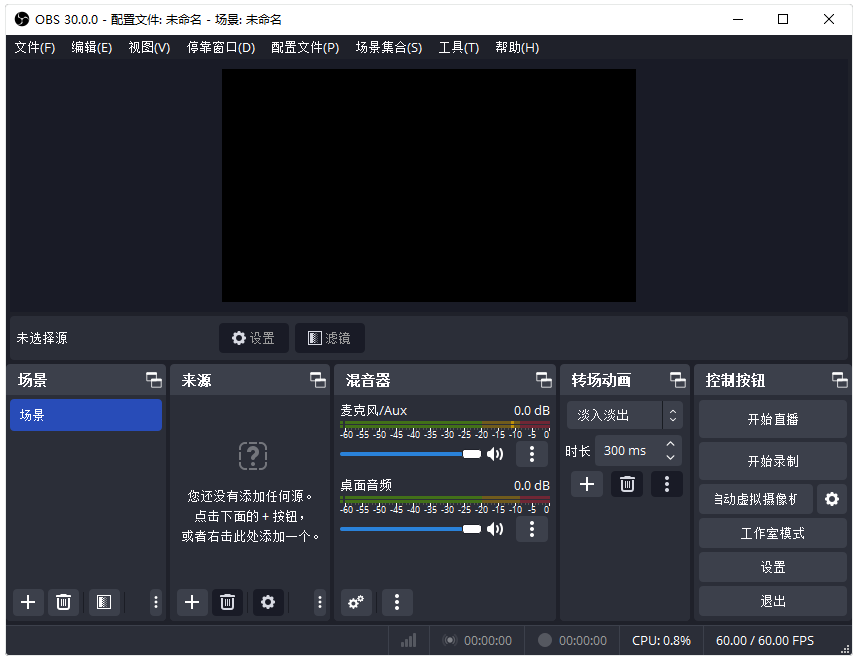 OBS 30.0.0 - 配置文件: 未命名 - 场景: 未命名
文件(F) 编辑(E) 视图(V) 停靠窗口(D) 配置文件(P) 场景集合(S) 工具(T) 帮助(H)
未选择源 设置 滤镜
场景 来源 混音器 转场动画 控制按钮
场景
您还没有添加任何源。
点击下面的 + 按钮，
或者右击此处添加一个。
麦克风/Aux 0.0 dB
-60 -55 -50 -45 -40 -35 -30 -25 -20 -15 -10 -5 0
桌面音频 0.0 dB
-60 -55 -50 -45 -40 -35 -30 -25 -20 -15 -10 -5 0
淡入淡出
时长 300 ms
开始直播
开始录制
启动虚拟摄像机
工作室模式
设置
退出
00:00:00 00:00:00 CPU: 0.8% 60.00 / 60.00 FPS